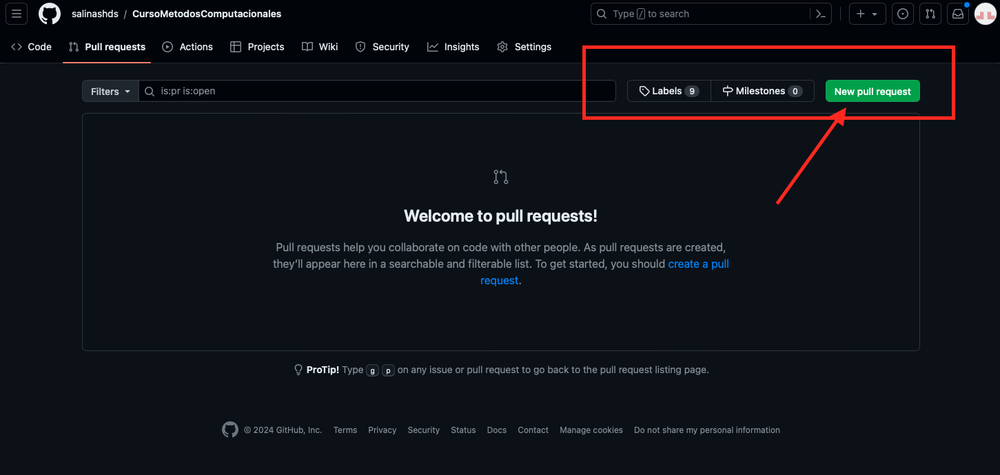 salinashds / CursoMetodosComputacionales
Type / to search
Code Pull requests Actions Projects Wiki Security Insights Settings
Filters is:pr is:open Labels 9 Milestones 0 New pull request
Welcome to pull requests!
Pull requests help you collaborate on code with other people. As pull requests are created,
they’ll appear here in a searchable and filterable list. To get started, you should create a pull
request.
ProTip! Type g p on any issue or pull request to go back to the pull request listing page.
© 2024 GitHub, Inc. Terms Privacy Security Status Docs Contact Manage cookies Do not share my personal information